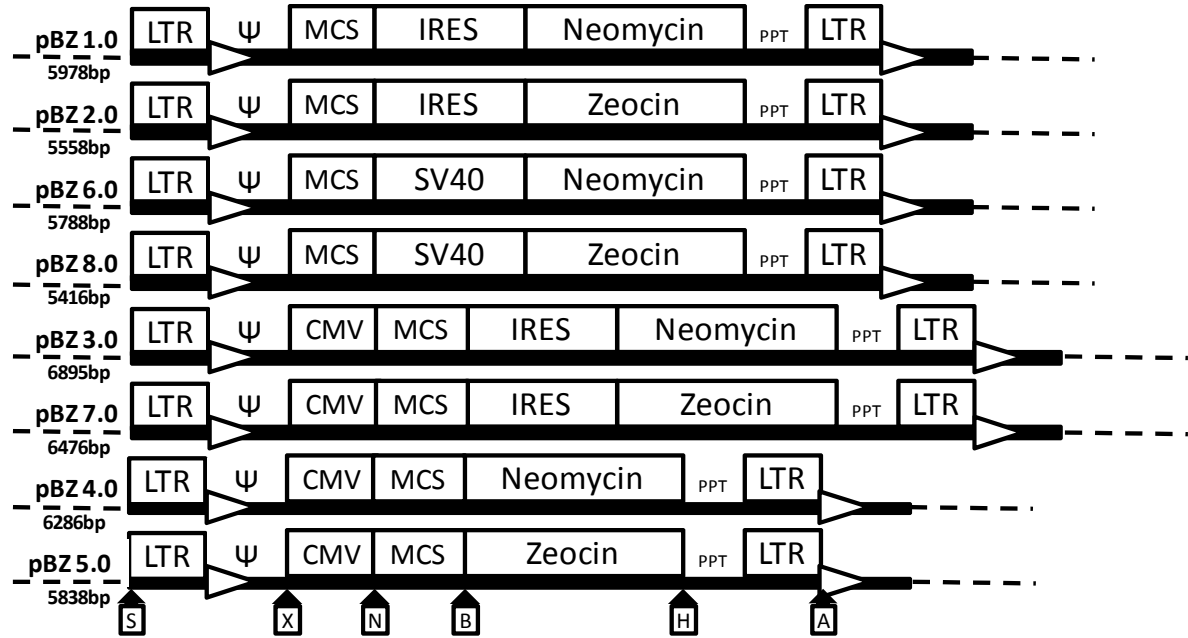 pBZ 1.0 LTR Ψ MCS IRES Neomycin PPT LTR
5978bp
pBZ 2.0 LTR Ψ MCS IRES Zeocin PPT LTR
5558bp
pBZ 6.0 LTR Ψ MCS SV40 Neomycin PPT LTR
5788bp
pBZ 8.0 LTR Ψ MCS SV40 Zeocin PPT LTR
5416bp
pBZ 3.0 LTR Ψ CMV MCS IRES Neomycin PPT LTR
6895bp
pBZ 7.0 LTR Ψ CMV MCS IRES Zeocin PPT LTR
6476bp
pBZ 4.0 LTR Ψ CMV MCS Neomycin PPT LTR
6286bp
pBZ 5.0 LTR Ψ CMV MCS Zeocin PPT LTR
5838bp
S X N B H A